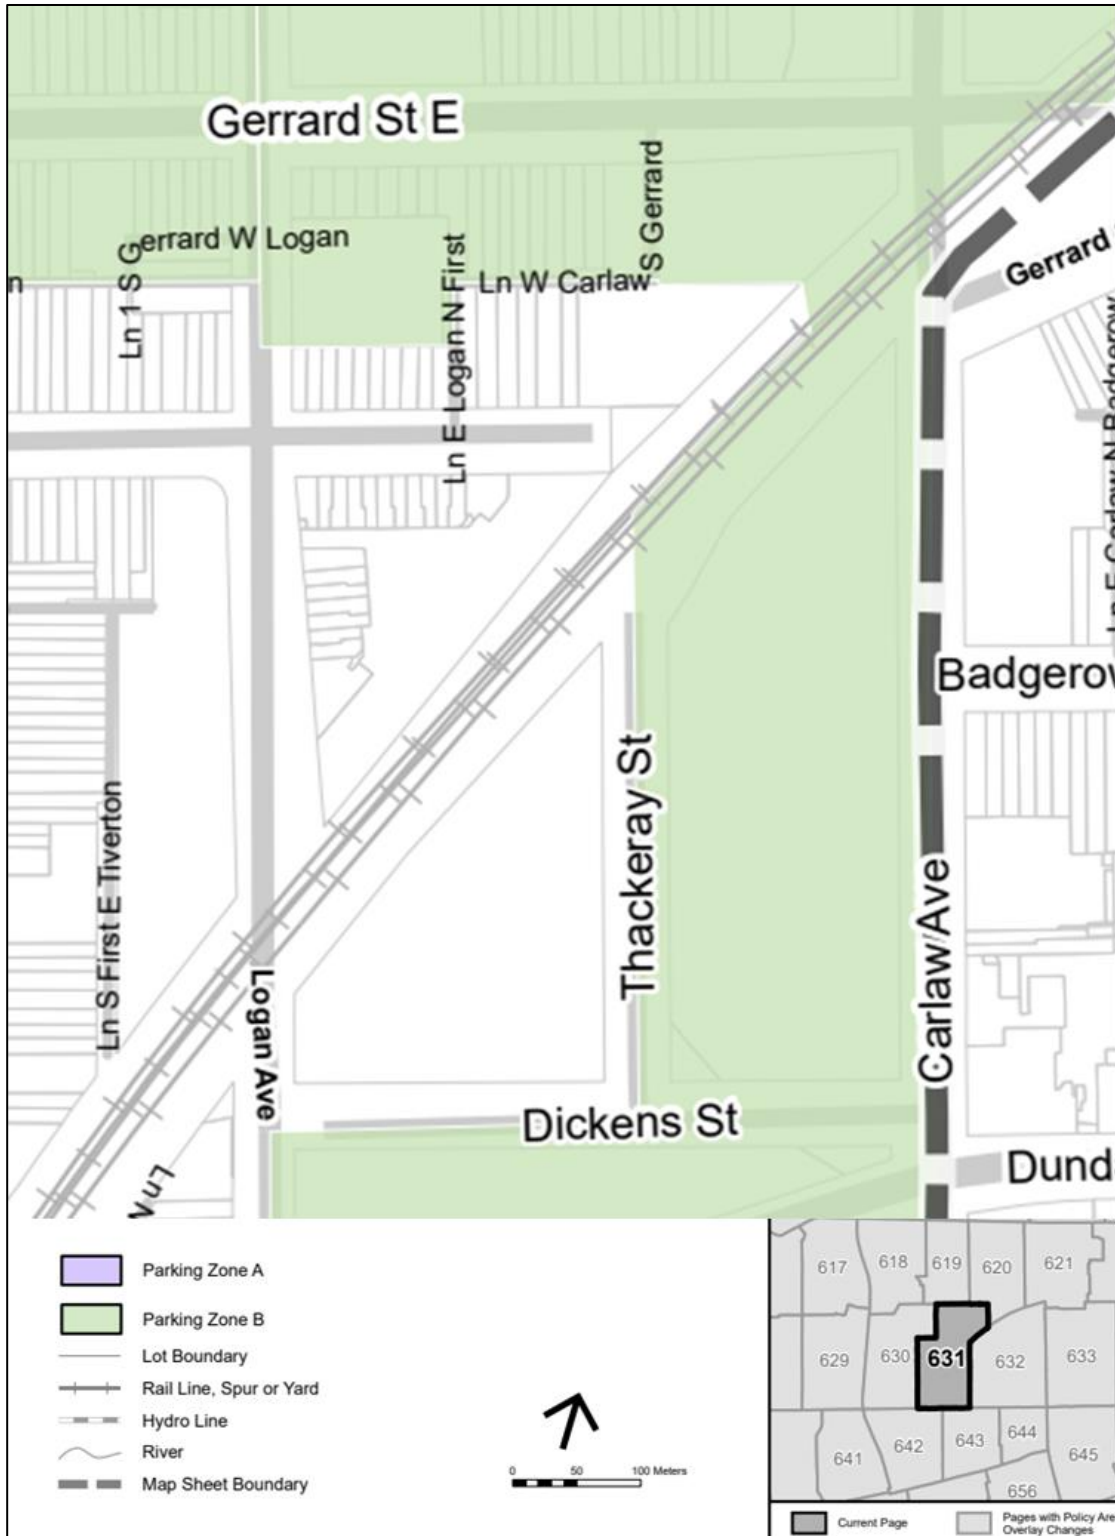 Gerrard St E
S Gerrard
errard W Logan
Ln 1 S G
Ln E Logan N First
Ln W Carlaw
n
Gerrard
Badgerow
Thackeray St
Ln S First E Tiverton
Logan Ave
Carlaw Ave
Dickens St
Dund
Parking Zone A
Parking Zone B
Lot Boundary
Rail Line, Spur or Yard
Hydro Line
River
Map Sheet Boundary
0 50 100 Meters
617 618 619 620 621
629 630 631 632 633
641 642 643 644 645
656
Current Page
Pages with Policy Are
Overlay Changes